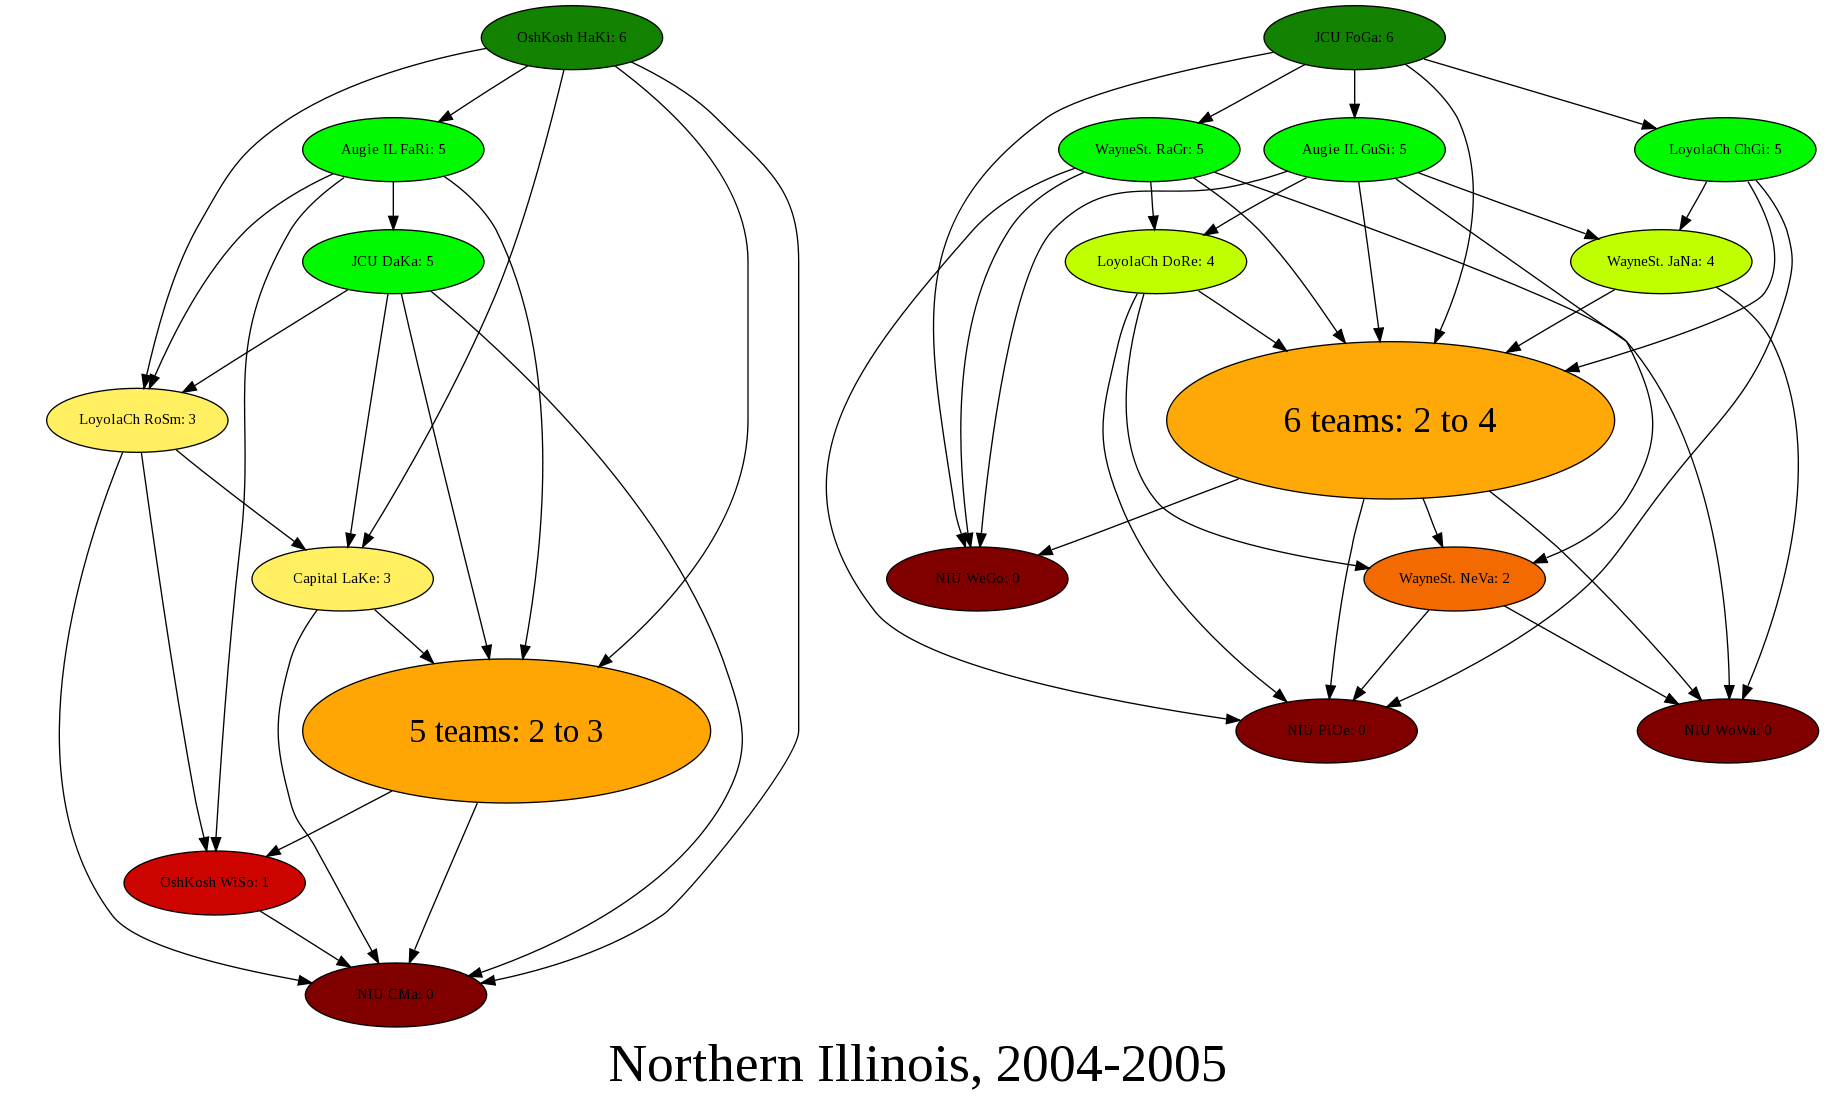 OshKosh HaKi: 6
JCU FoGa: 6
Augie IL FaRi: 5
WayneSt. RaGr: 5
Augie IL GuSi: 5
LoyolaCh ChGi: 5
JCU DaKa: 5
LoyolaCh DoRe: 4
WayneSt. JaNa: 4
LoyolaCh RoSm: 3
6 teams: 2 to 4
Capital LaKe: 3
NIU WeGo: 0
WayneSt. NeVa: 2
5 teams: 2 to 3
NIU PiOe: 0
NIU WoWa: 0
OshKosh WiSo: 1
NIU CMa: 0
Northern Illinois, 2004-2005